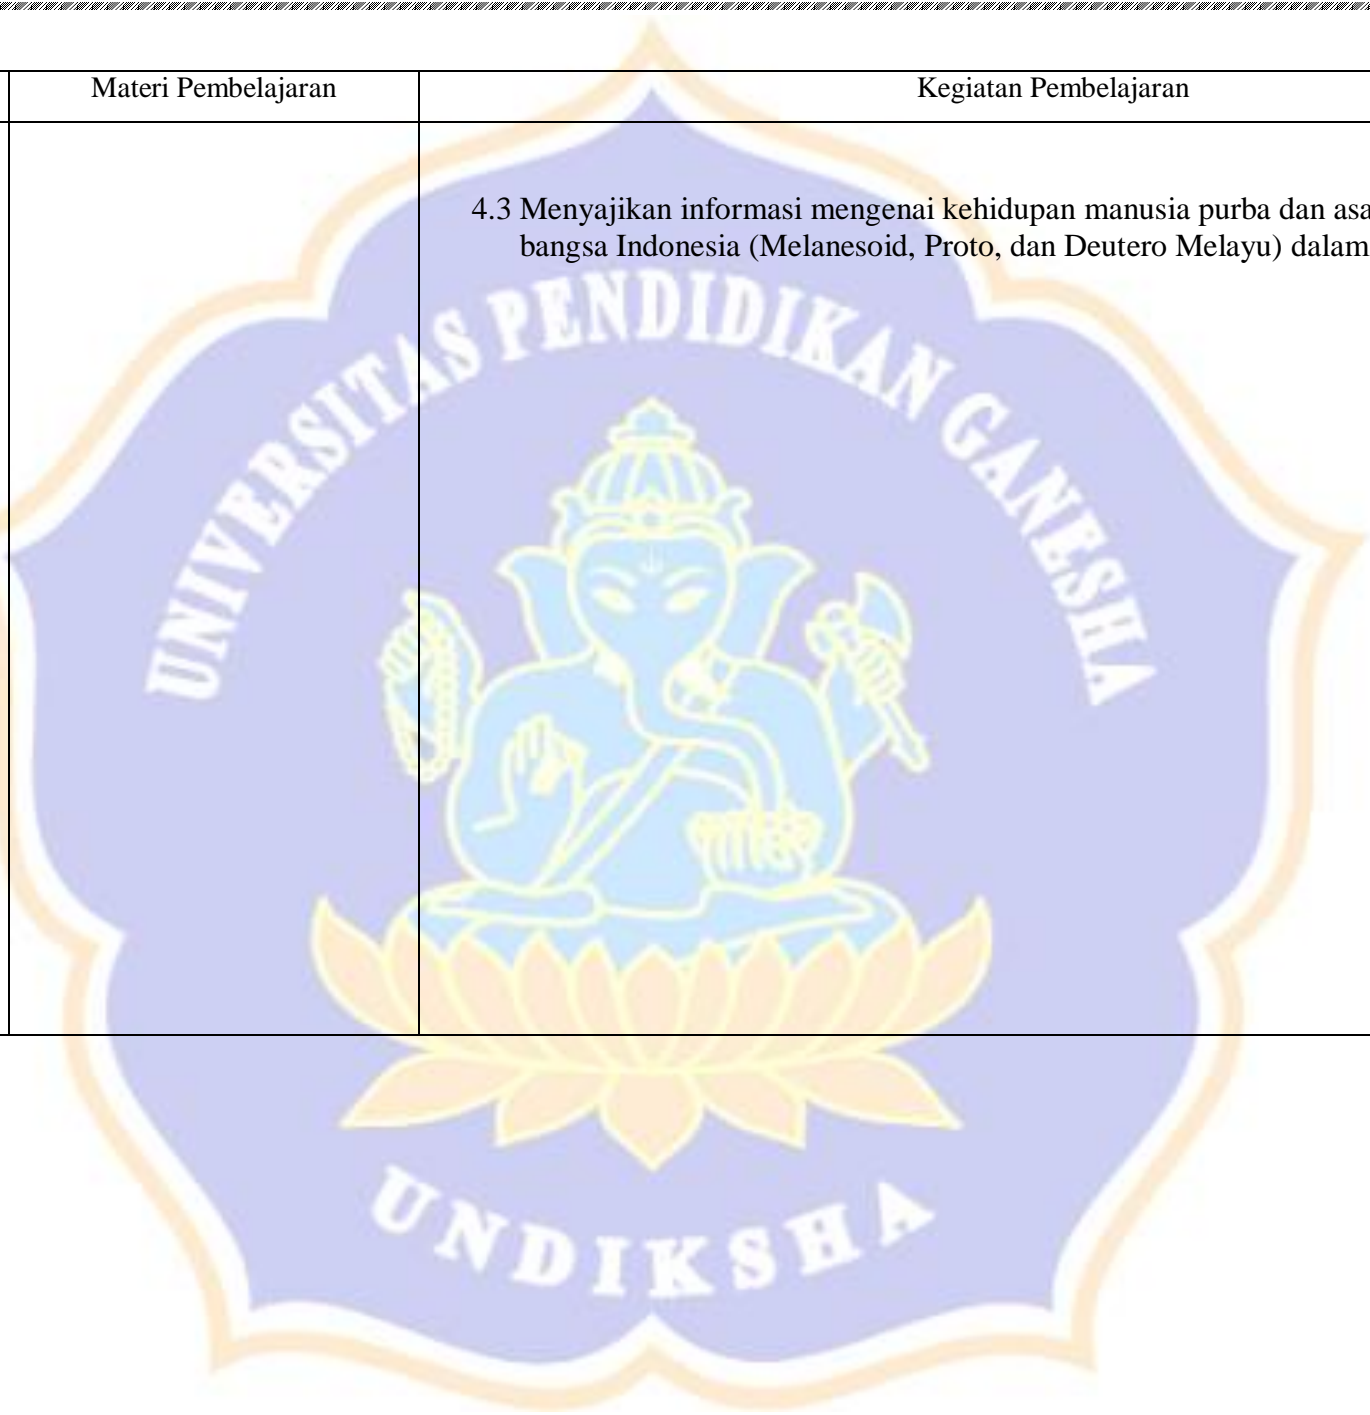 Materi Pembelajaran
Kegiatan Pembelajaran
4.3 Menyajikan informasi mengenai kehidupan manusia purba dan
bangsa Indonesia (Melanesoid, Proto, dan Deutero Melayu) dalam
UNIVERSITAS PENDIDIKAN GANESHA
UNDIKSHA